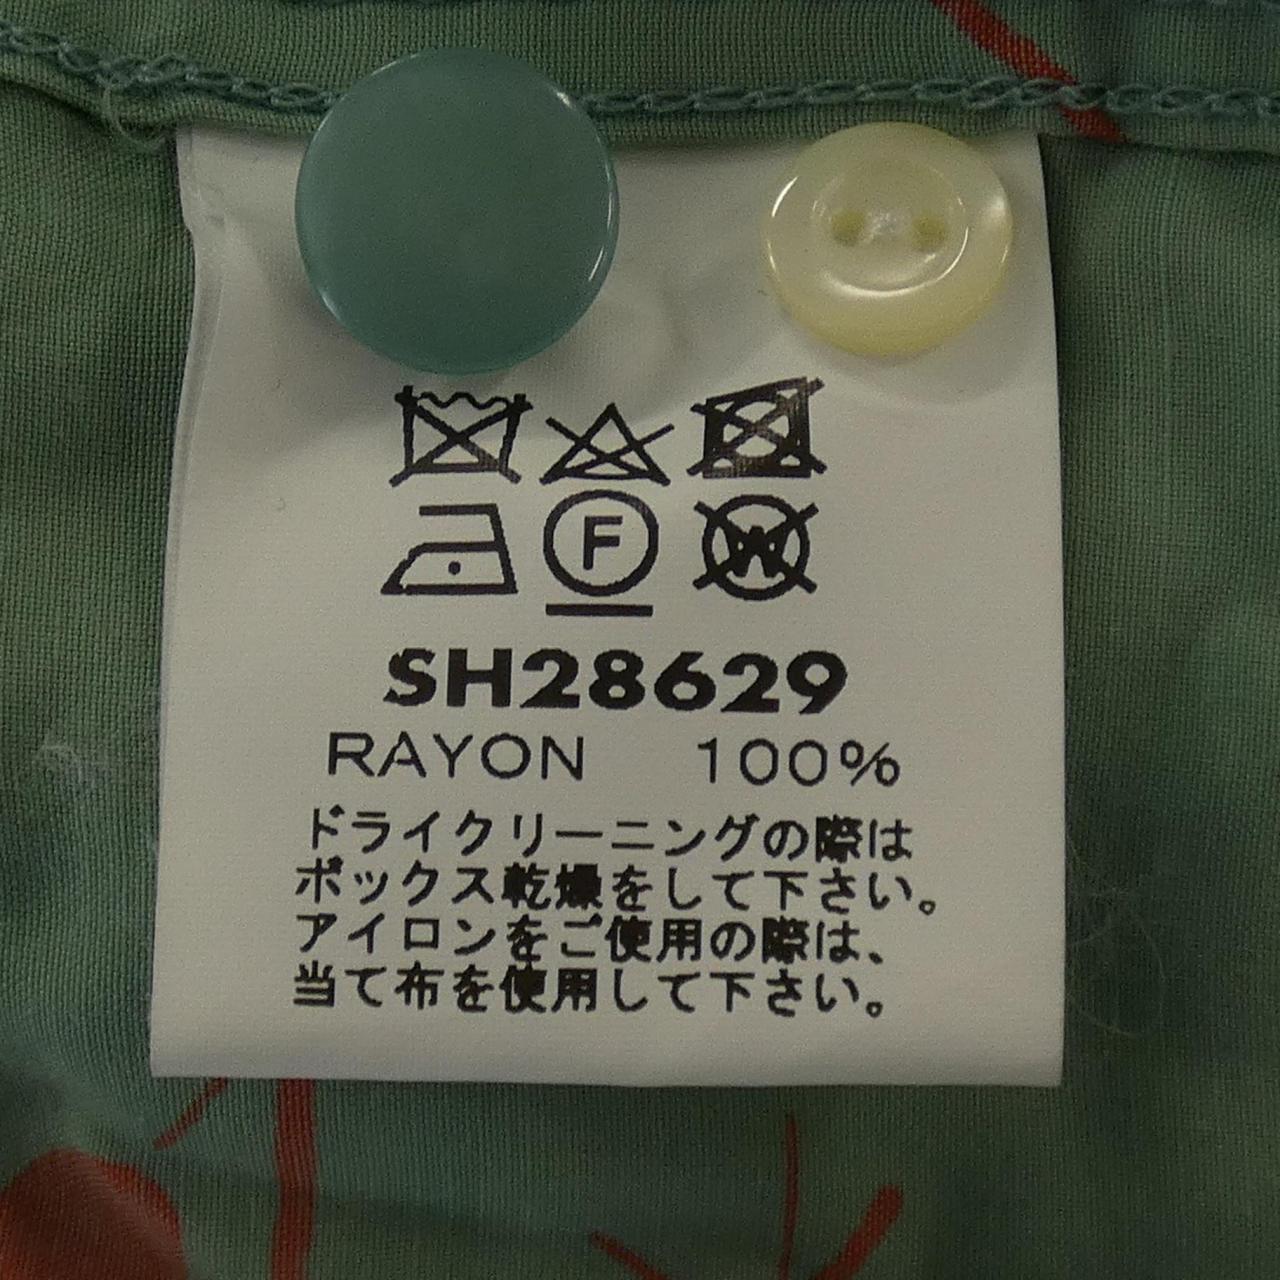 F W
SH28629
RAYON 100%
ドライクリーニングの際は
ボックス乾燥をして下さい。
アイロンをご使用の際は、
当て布を使用して下さい。